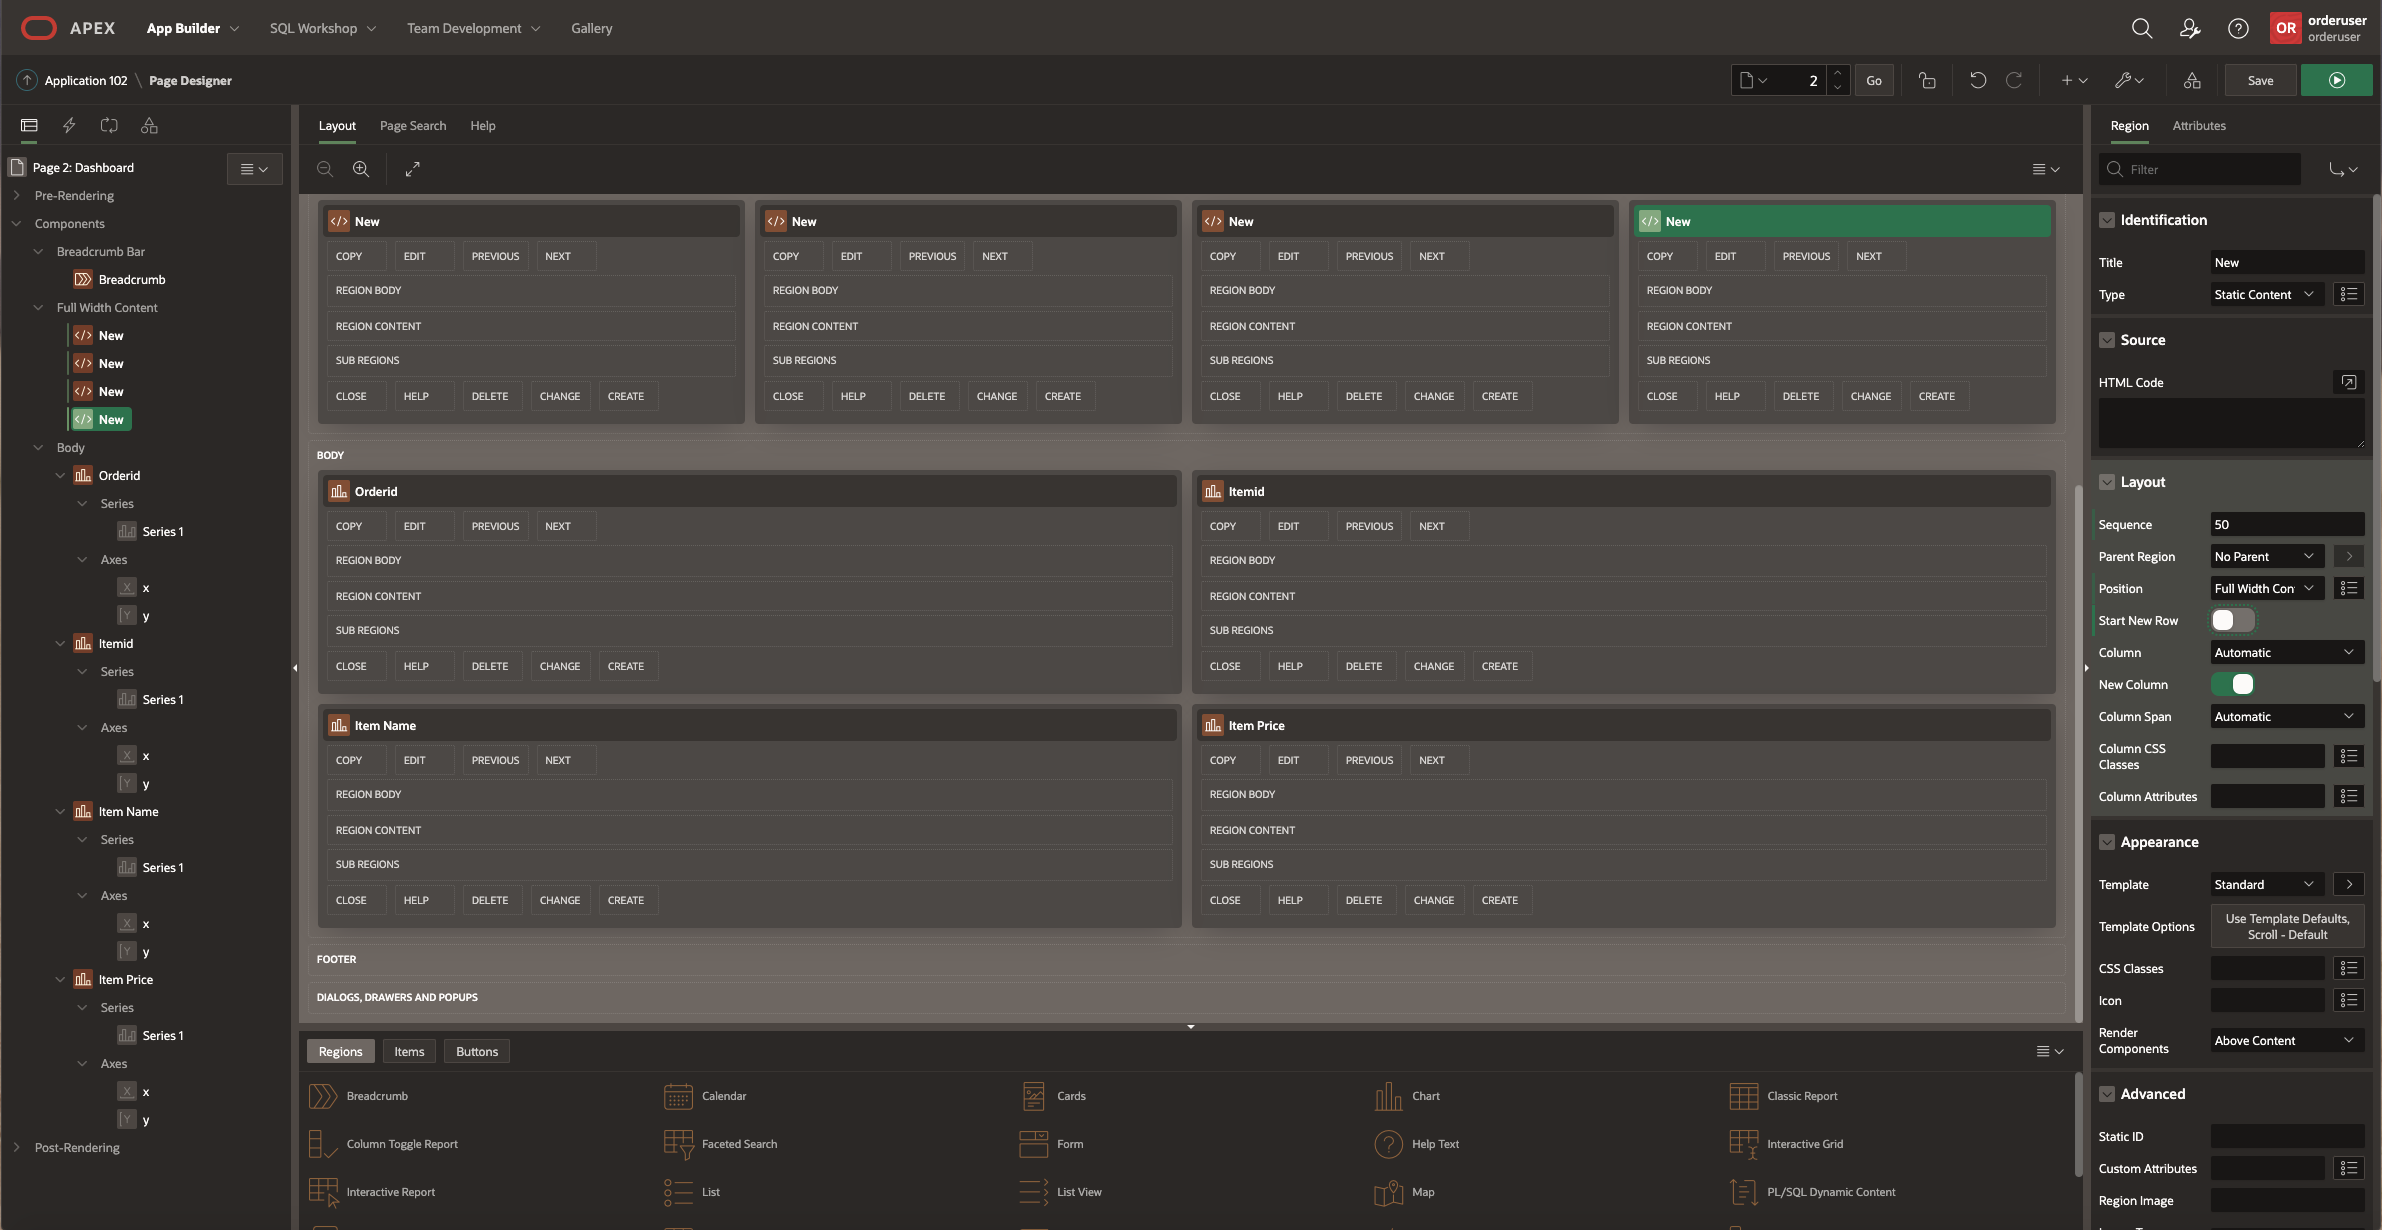 APEX App Builder SQL Workshop Team Development Gallery OR orderuser
orderuser
Application 102 \ Page Designer 2 Go Save
Page 2: Dashboard
Pre-Rendering
Components
Breadcrumb Bar
Breadcrumb
Full Width Content
New
New
New
New
Body
Orderid
Series
Series 1
Axes
X x
Y y
Itemid
Series
Series 1
Axes
X x
Y y
Item Name
Series
Series 1
Axes
X x
Y y
Item Price
Series
Series 1
Axes
X x
Y y
Post-Rendering
Layout Page Search Help
New New New New
COPY EDIT PREVIOUS NEXT COPY EDIT PREVIOUS NEXT COPY EDIT PREVIOUS NEXT COPY EDIT PREVIOUS NEXT
REGION BODY REGION BODY REGION BODY REGION BODY
REGION CONTENT REGION CONTENT REGION CONTENT REGION CONTENT
SUB REGIONS SUB REGIONS SUB REGIONS SUB REGIONS
CLOSE HELP DELETE CHANGE CREATE CLOSE HELP DELETE CHANGE CREATE CLOSE HELP DELETE CHANGE CREATE CLOSE HELP DELETE CHANGE CREATE
BODY
Orderid Itemid
COPY EDIT PREVIOUS NEXT COPY EDIT PREVIOUS NEXT
REGION BODY REGION BODY
REGION CONTENT REGION CONTENT
SUB REGIONS SUB REGIONS
CLOSE HELP DELETE CHANGE CREATE CLOSE HELP DELETE CHANGE CREATE
Item Name Item Price
COPY EDIT PREVIOUS NEXT COPY EDIT PREVIOUS NEXT
REGION BODY REGION BODY
REGION CONTENT REGION CONTENT
SUB REGIONS SUB REGIONS
CLOSE HELP DELETE CHANGE CREATE CLOSE HELP DELETE CHANGE CREATE
FOOTER
DIALOGS, DRAWERS AND POPUPS
Regions Items Buttons
Breadcrumb Calendar Cards Chart Classic Report
Column Toggle Report Faceted Search Form Help Text Interactive Grid
Interactive Report List List View Map PL/SQL Dynamic Content
Region Attributes
Filter
Identification
Title New
Type Static Content
Source
HTML Code
Layout
Sequence 50
Parent Region No Parent
Position Full Width Con
Start New Row
Column Automatic
New Column
Column Span Automatic
Column CSS
Classes
Column Attributes
Appearance
Template Standard
Template Options Use Template Defaults,
Scroll - Default
CSS Classes
Icon
Render
Components Above Content
Advanced
Static ID
Custom Attributes
Region Image